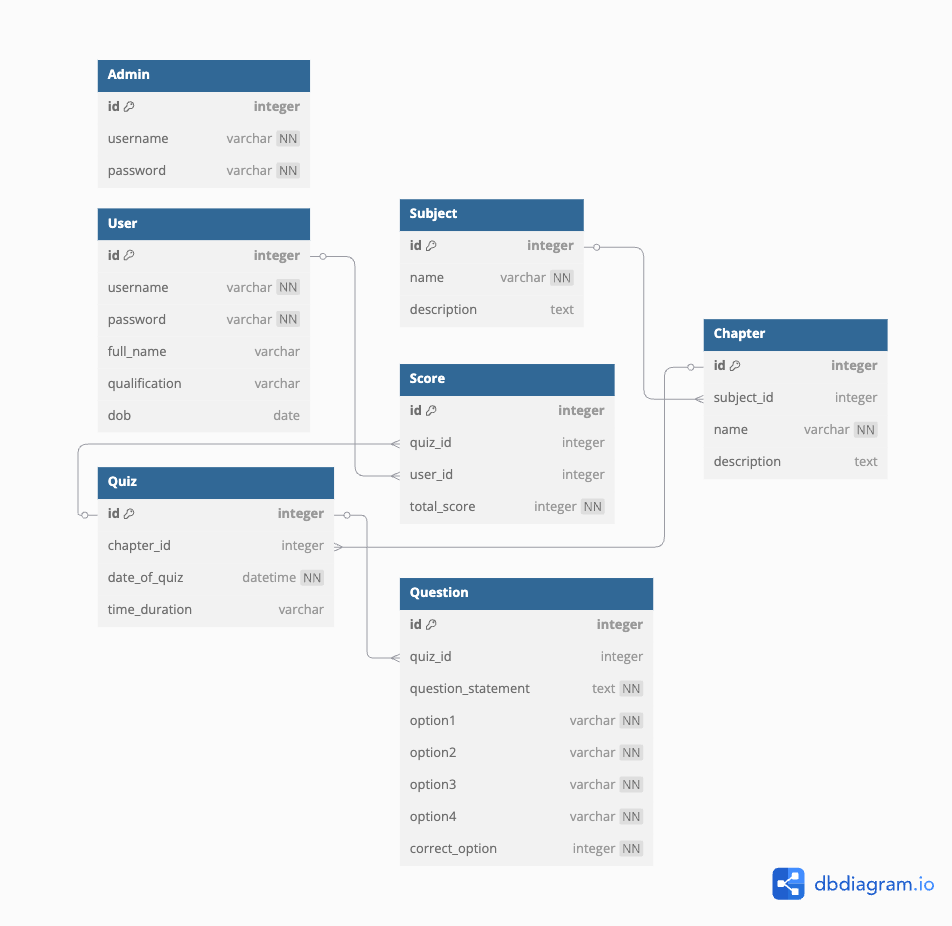 Admin
id integer
username varchar NN
password varchar NN
User
id integer
username varchar NN
password varchar NN
full_name varchar
qualification varchar
dob date
Subject
id integer
name varchar NN
description text
Chapter
id integer
subject_id integer
name varchar NN
description text
Score
id integer
quiz_id integer
user_id integer
total_score integer NN
Quiz
id integer
chapter_id integer
date_of_quiz datetime NN
time_duration varchar
Question
id integer
quiz_id integer
question_statement text NN
option1 varchar NN
option2 varchar NN
option3 varchar NN
option4 varchar NN
correct_option integer NN
dbdiagram.io